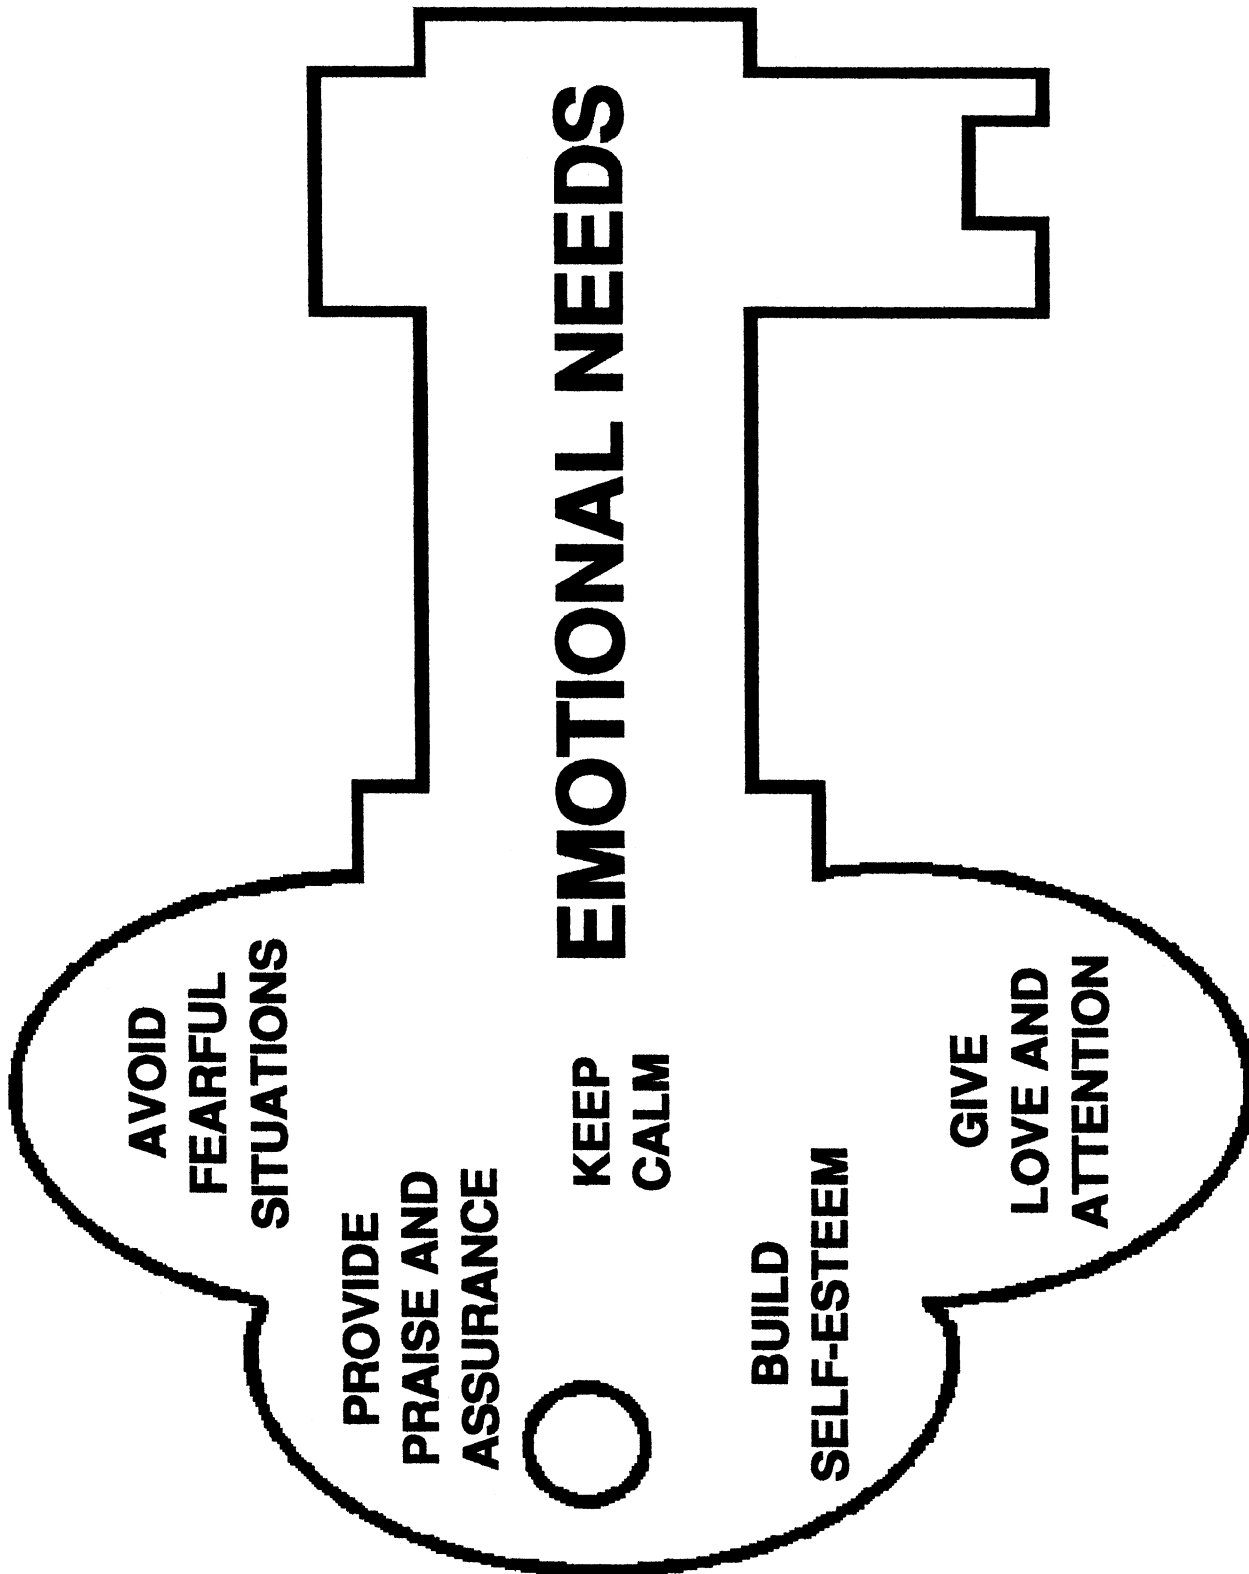 AVOID
FEARFUL
SITUATIONS
PROVIDE
PRAISE AND
ASSURANCE
KEEP
CALM
EMOTIONAL NEEDS
BUILD
SELF-ESTEEM
GIVE
LOVE AND
ATTENTION